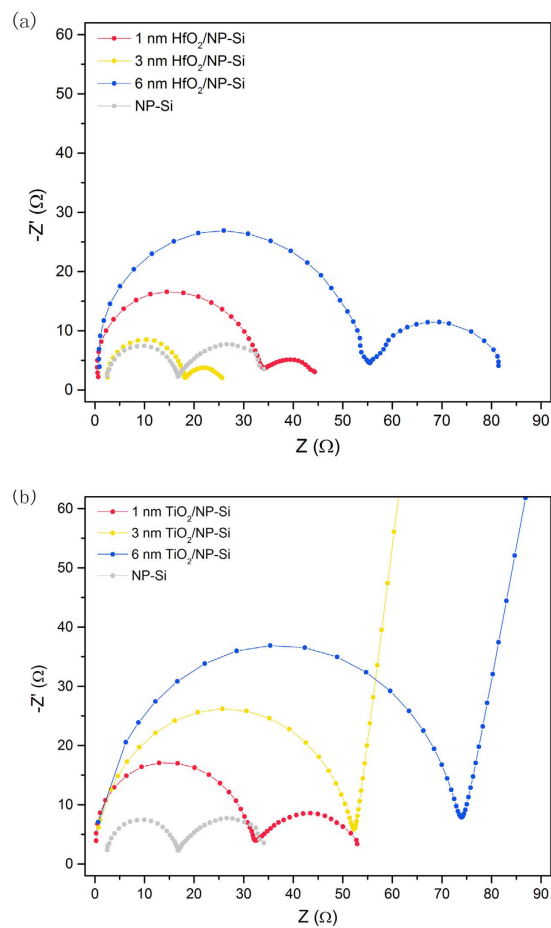 (a)
60
50
40
30
20
10
0
-Z' (Ω)
1 nm HfO₂/NP-Si
3 nm HfO₂/NP-Si
6 nm HfO₂/NP-Si
NP-Si
0 10 20 30 40 50 60 70 80 90
Z (Ω)
(b)
60
50
40
30
20
10
0
-Z' (Ω)
1 nm TiO₂/NP-Si
3 nm TiO₂/NP-Si
6 nm TiO₂/NP-Si
NP-Si
0 10 20 30 40 50 60 70 80 90
Z (Ω)